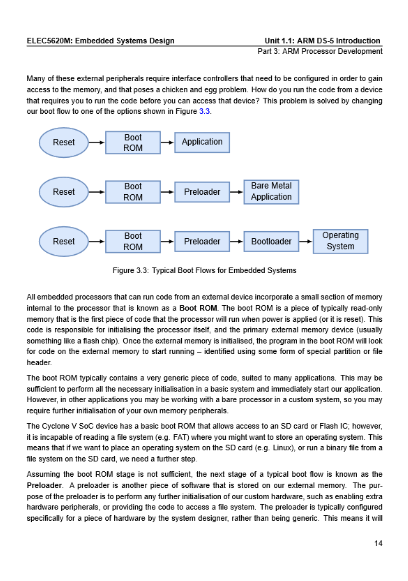 ELEC5620M: Embedded Systems Design Unit 1.1: ARM DS-5 Introduction
Part 3: ARM Processor Development
Many of these external peripherals require interface controllers that need to be configured in order to gain
access to the memory, and that poses a chicken and egg problem. How do you run the code from a device
that requires you to run the code before you can access that device? This problem is solved by changing
our boot flow to one of the options shown in Figure 3.3.
Reset Boot ROM Application
Reset Boot ROM Preloader Bare Metal Application
Reset Boot ROM Preloader Bootloader Operating System
Figure 3.3: Typical Boot Flows for Embedded Systems
All embedded processors that can run code from an external device incorporate a small section of memory
internal to the processor that is known as a Boot ROM. The boot ROM is a piece of typically read-only
memory that is the first piece of code that the processor will run when power is applied (or it is reset). This
code is responsible for initialising the processor itself, and the primary external memory device (usually
something like a flash chip). Once the external memory is initialised, the program in the boot ROM will look
for code on the external memory to start running – identified using some form of special partition or file
header.
The boot ROM typically contains a very generic piece of code, suited to many applications. This may be
sufficient to perform all the necessary initialisation in a basic system and immediately start our application.
However, in other applications you may be working with a bare processor in a custom system, so you may
require further initialisation of your own memory peripherals.
The Cyclone V SoC device has a basic boot ROM that allows access to an SD card or Flash IC; however,
it is incapable of reading a file system (e.g. FAT) where you might want to store an operating system. This
means that if we want to place an operating system on the SD card (e.g. Linux), or run a binary file from a
file system on the SD card, we need a further step.
Assuming the boot ROM stage is not sufficient, the next stage of a typical boot flow is known as the
Preloader. A preloader is another piece of software that is stored on our external memory. The pur-
pose of the preloader is to perform any further initialisation of our custom hardware, such as enabling extra
hardware peripherals, or providing the code to access a file system. The preloader is typically configured
specifically for a piece of hardware by the system designer, rather than being generic. This means it will
14